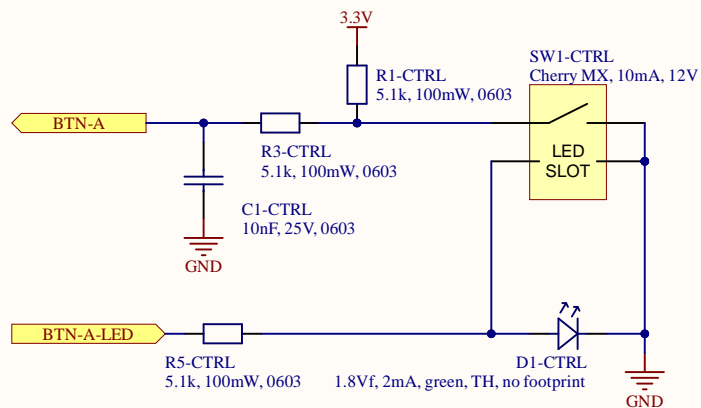 3.3V
SW1-CTRL
Cherry MX, 10mA, 12V
R1-CTRL
5.1k, 100mW, 0603
BTN-A
R3-CTRL
5.1k, 100mW, 0603
LED
SLOT
C1-CTRL
10nF, 25V, 0603
GND
BTN-A-LED
R5-CTRL
5.1k, 100mW, 0603
D1-CTRL
1.8Vf, 2mA, green, TH, no footprint
GND